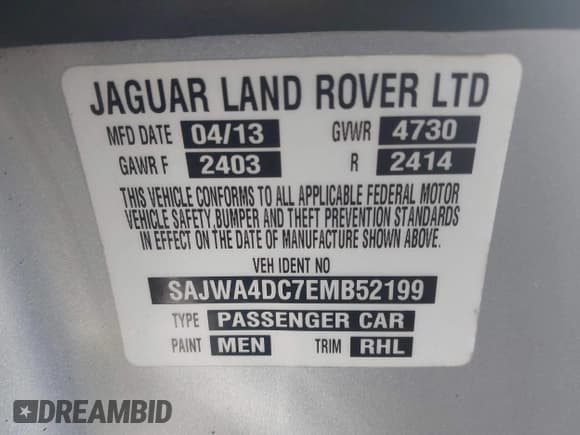 JAGUAR LAND ROVER LTD
MFD DATE 04/13 GVWR 4730
GAWR F 2403 R 2414
THIS VEHICLE CONFORMS TO ALL APPLICABLE FEDERAL MOTOR
VEHICLE SAFETY,BUMPER AND THEFT PREVENTION STANDARDS
IN EFFECT ON THE DATE OF MANUFACTURE SHOWN ABOVE.
VEH IDENT NO
SAJWA4DC7EMB52199
TYPE PASSENGER CAR
PAINT MEN TRIM RHL
DREAMBID